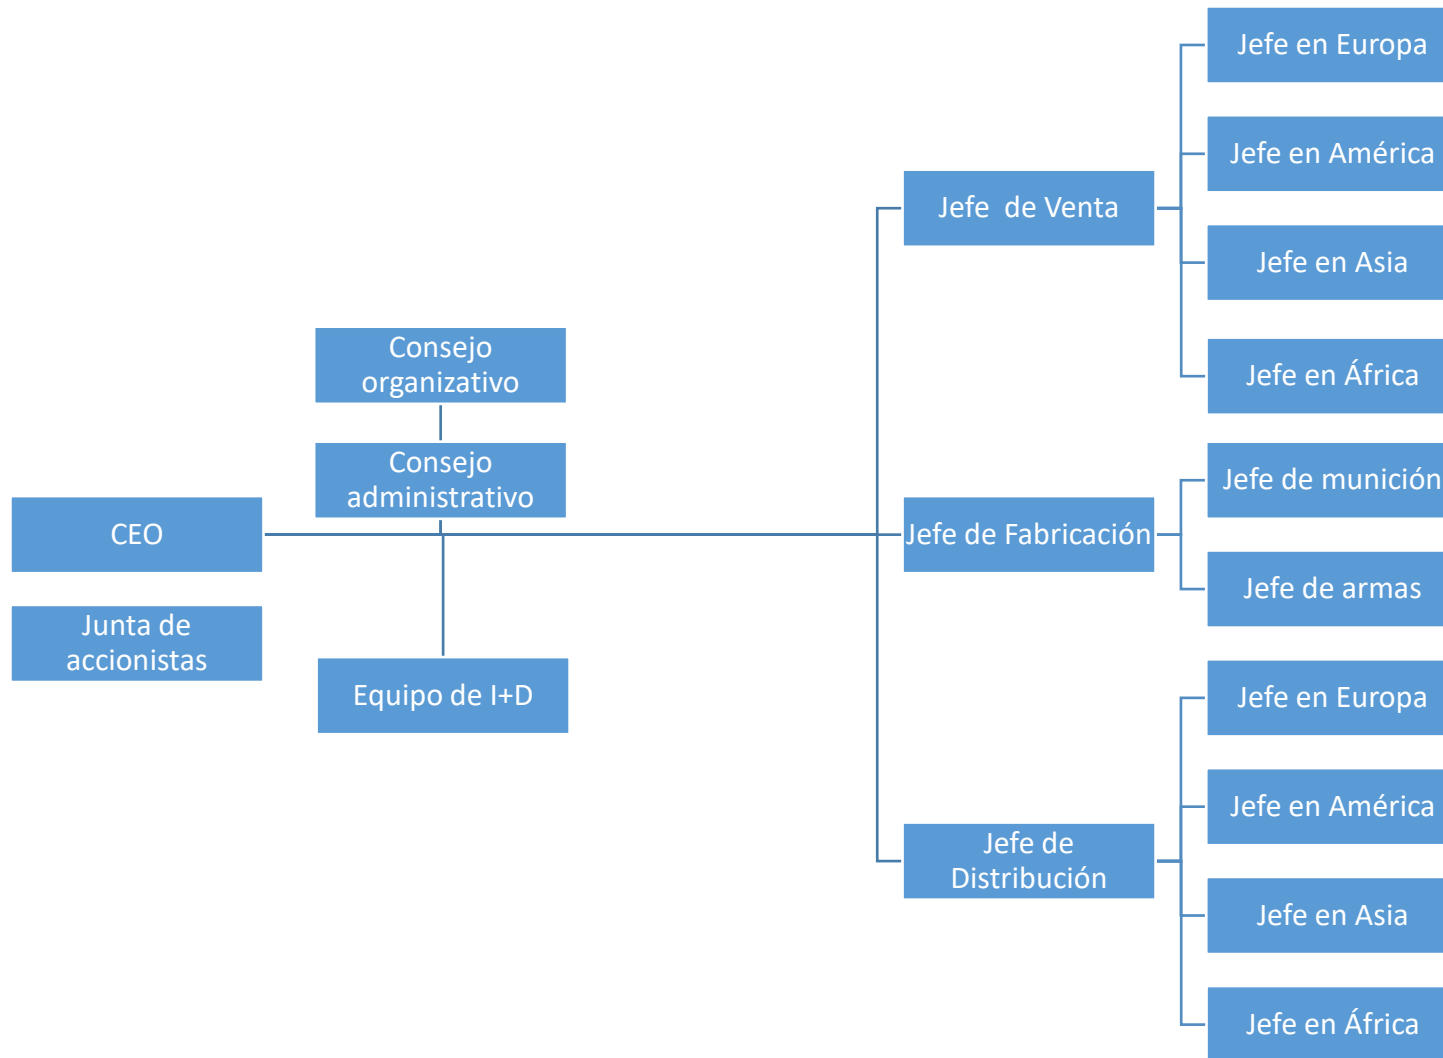 CEO
Junta de
accionistas
Consejo
organizativo
Consejo
administrativo
Equipo de I+D
Jefe  de Venta
Jefe en Europa
Jefe en América
Jefe en Asia
Jefe en África
Jefe de Fabricación
Jefe de munición
Jefe de armas
Jefe de
Distribución
Jefe en Europa
Jefe en América
Jefe en Asia
Jefe en África